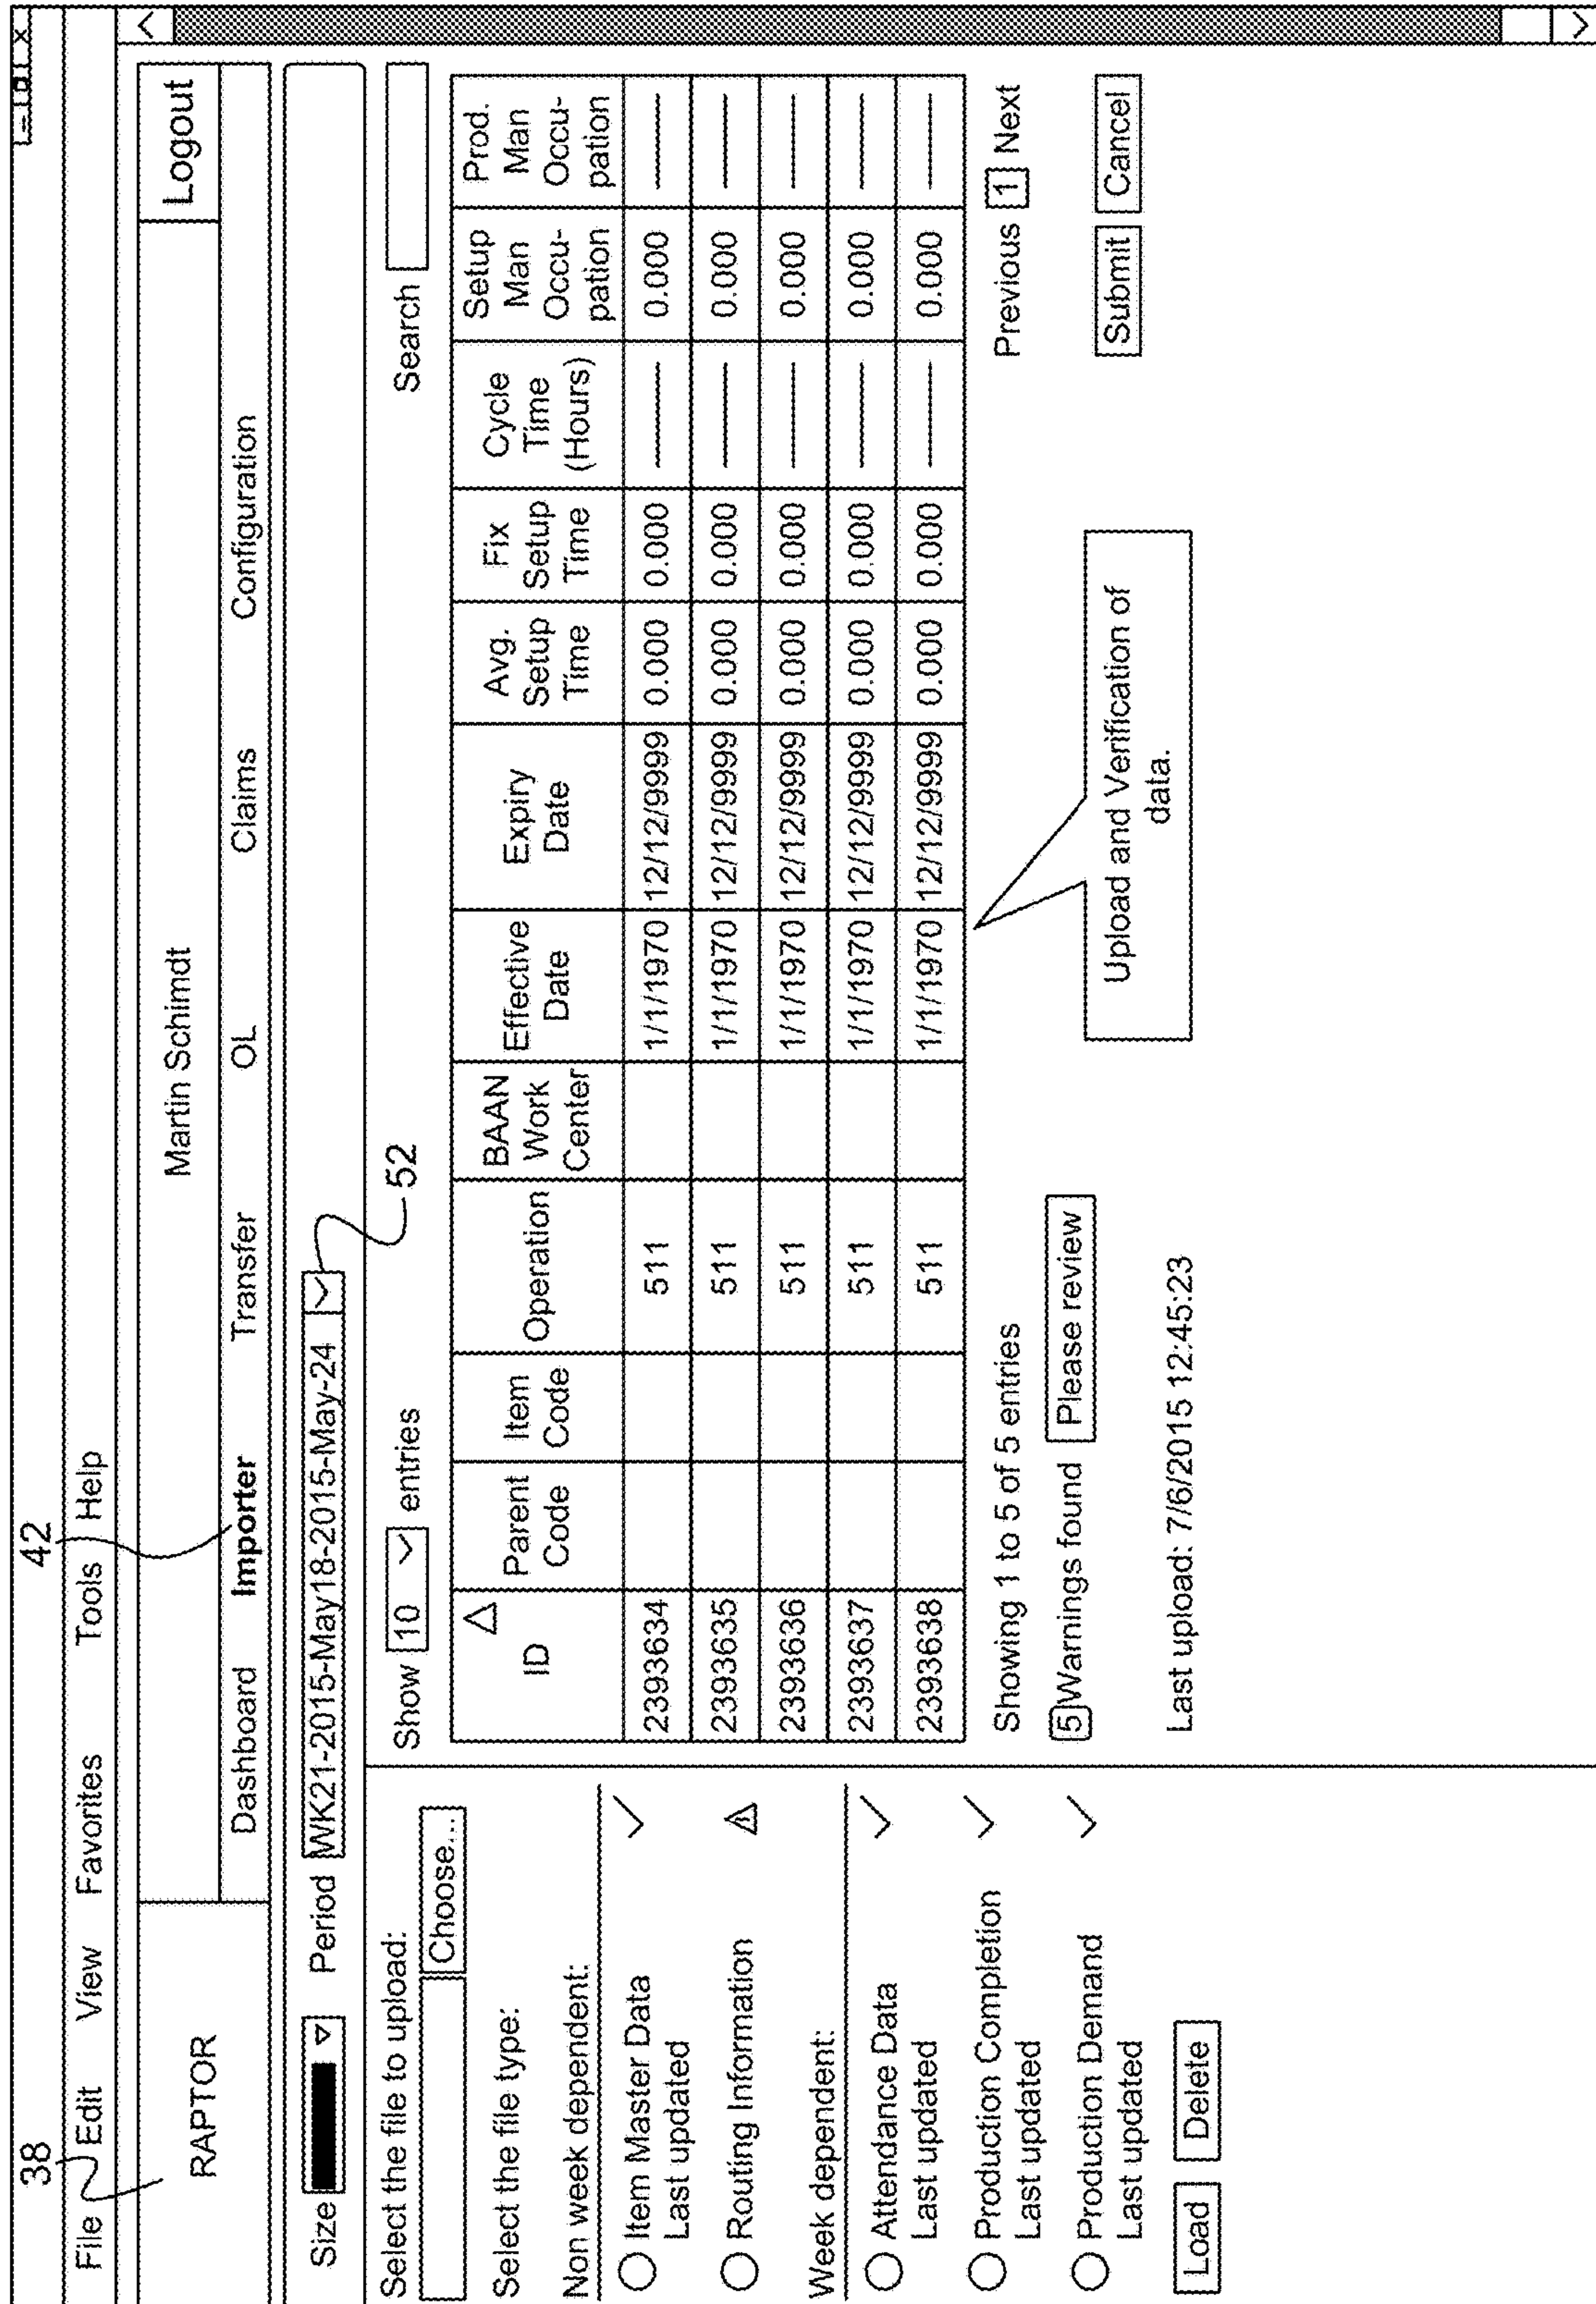 38
42
File Edit View Favorites Tools Help
RAPTOR
Martin Schimdt
Logout
Dashboard Importer Transfer OL Claims Configuration
Size
Period WK21-2015-May18-2015-May-24
52
Select the file to upload:
Choose...
Select the file type:
Non week dependent:
Item Master Data
Last updated
Routing Information
Week dependent:
Attendance Data
Last updated
Production Completion
Last updated
Production Demand
Last updated
Load Delete
Show 10 entries
Search
ID Parent Code Item Code Operation BAAN Work Center Effective Date Expiry Date Avg. Setup Time Fix Setup Time Cycle Time (Hours) Setup Man Occu-pation Prod. Man Occu-pation
2393634 511 1/1/1970 12/12/9999 0.000 0.000 0.000
2393635 511 1/1/1970 12/12/9999 0.000 0.000 0.000
2393636 511 1/1/1970 12/12/9999 0.000 0.000 0.000
2393637 511 1/1/1970 12/12/9999 0.000 0.000 0.000
2393638 511 1/1/1970 12/12/9999 0.000 0.000 0.000
Showing 1 to 5 of 5 entries
Previous 1 Next
5 Warnings found Please review
Submit Cancel
Upload and Verification of
data.
Last upload: 7/6/2015 12:45:23